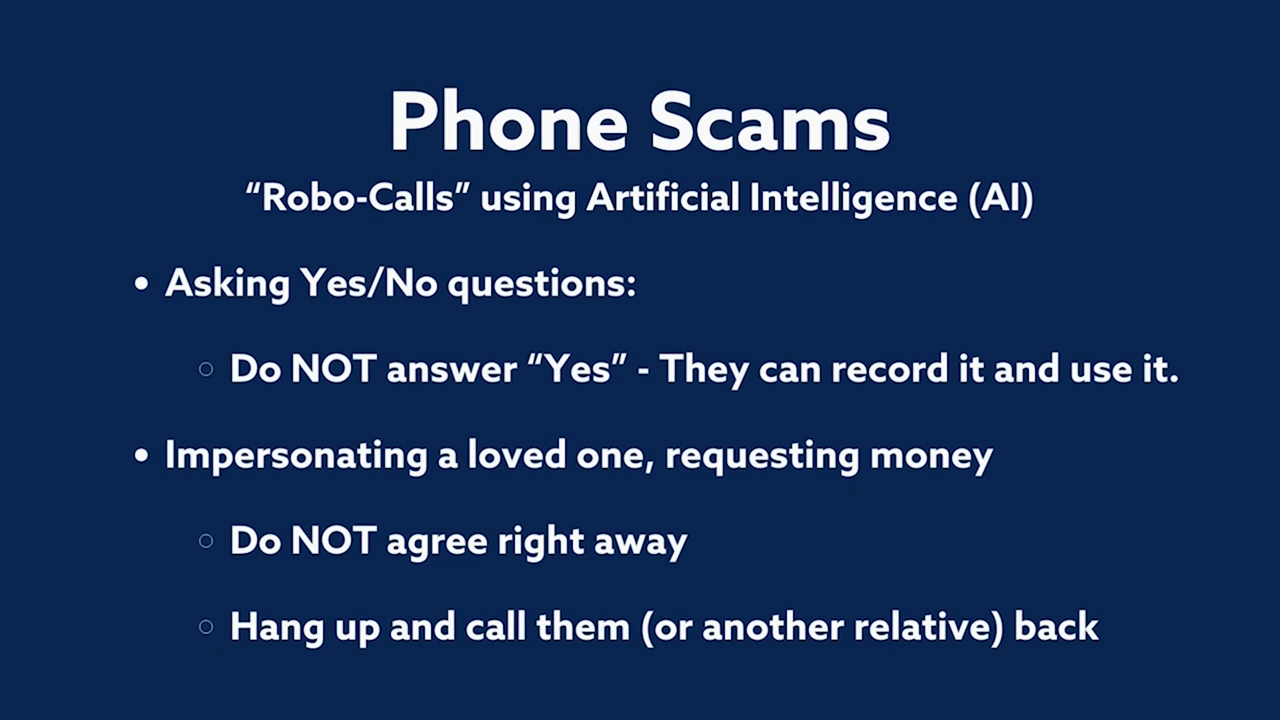 Phone Scams
“Robo-Calls” using Artificial Intelligence (AI)
• Asking Yes/No questions:
○ Do NOT answer “Yes” - They can record it and use it.
• Impersonating a loved one, requesting money
○ Do NOT agree right away
○ Hang up and call them (or another relative) back